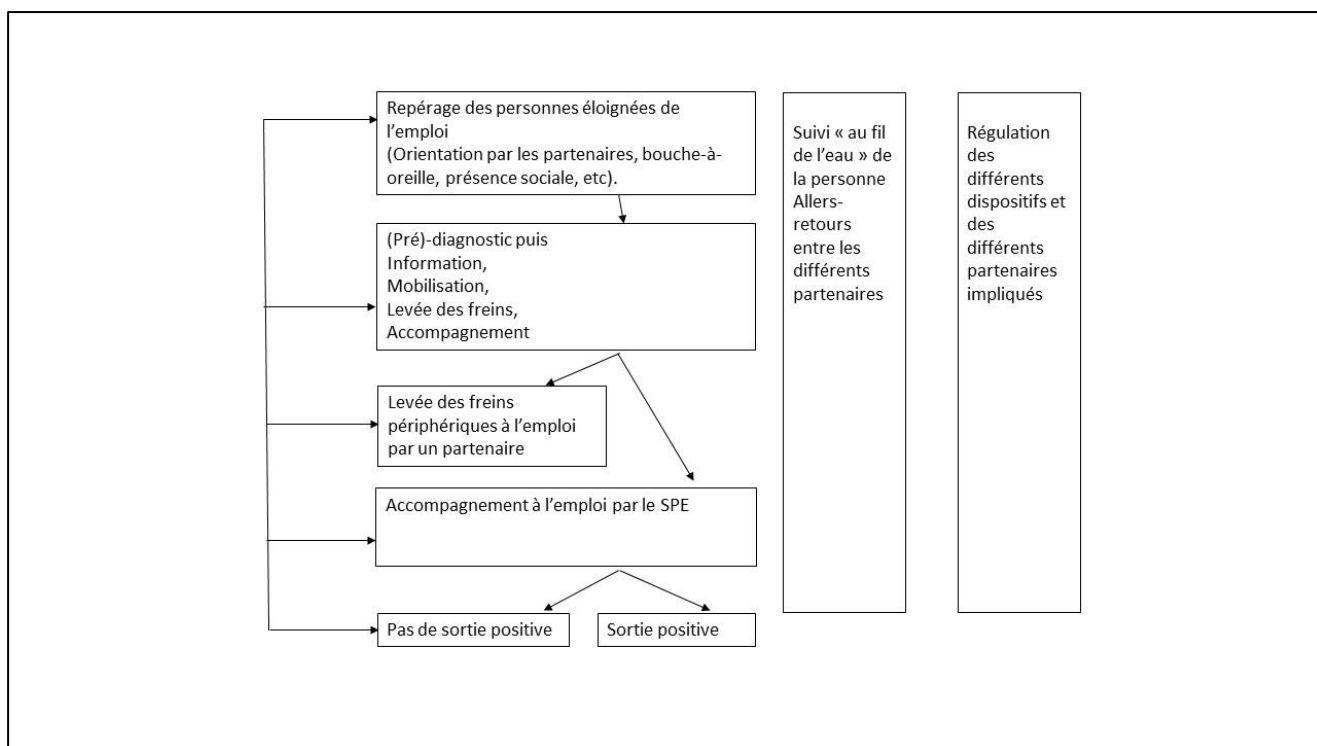 Repérage des personnes éloignées de
l’emploi
(Orientation par les partenaires, bouche-à-
oreille, présence sociale, etc).
(Pré)-diagnostic puis
Information,
Mobilisation,
Levée des freins,
Accompagnement
Levée des freins
périphériques à l’emploi
par un partenaire
Accompagnement à l’emploi par le SPE
Pas de sortie positive
Sortie positive
Suivi « au fil
de l’eau » de
la personne
Allers-
retours
entre les
différents
partenaires
Régulation
des
différents
dispositifs et
des
différents
partenaires
impliqués